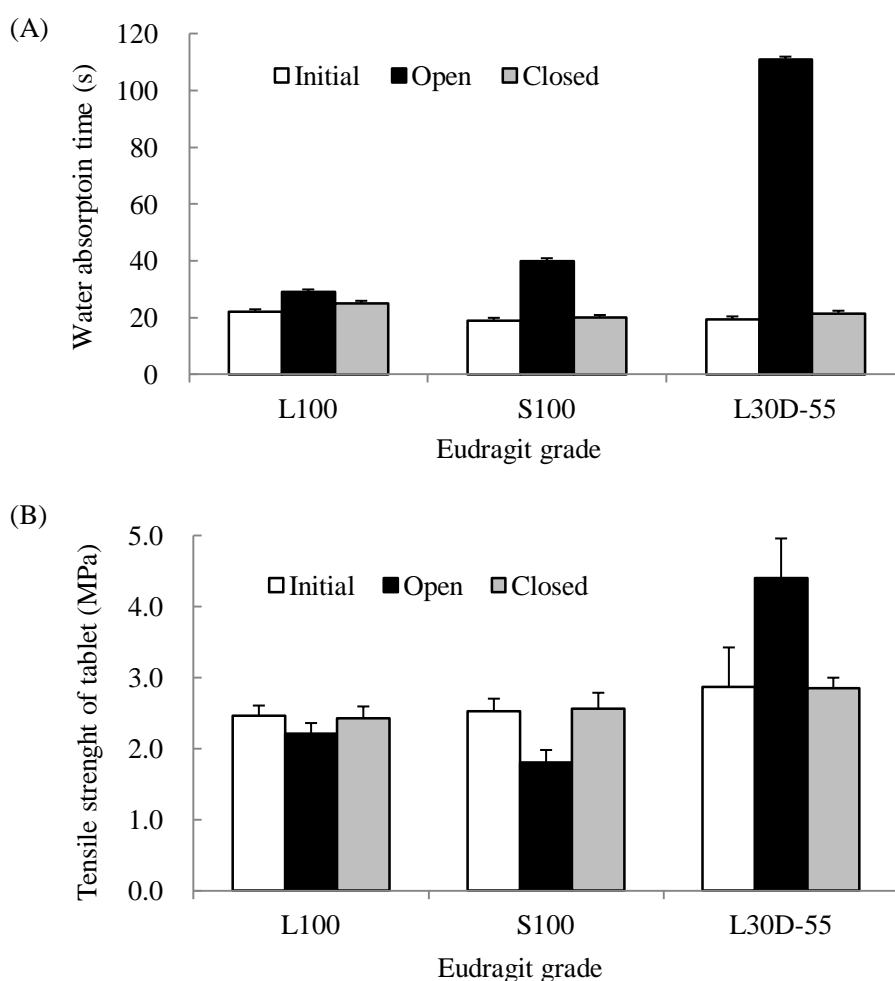 (A)
Water absorptoin time (s)
120
100
80
60
40
20
0
Initial Open Closed
L100 S100 L30D-55
Eudragit grade
(B)
Tensile strenght of tablet (MPa)
5.0
4.0
3.0
2.0
1.0
0.0
Initial Open Closed
L100 S100 L30D-55
Eudragit grade